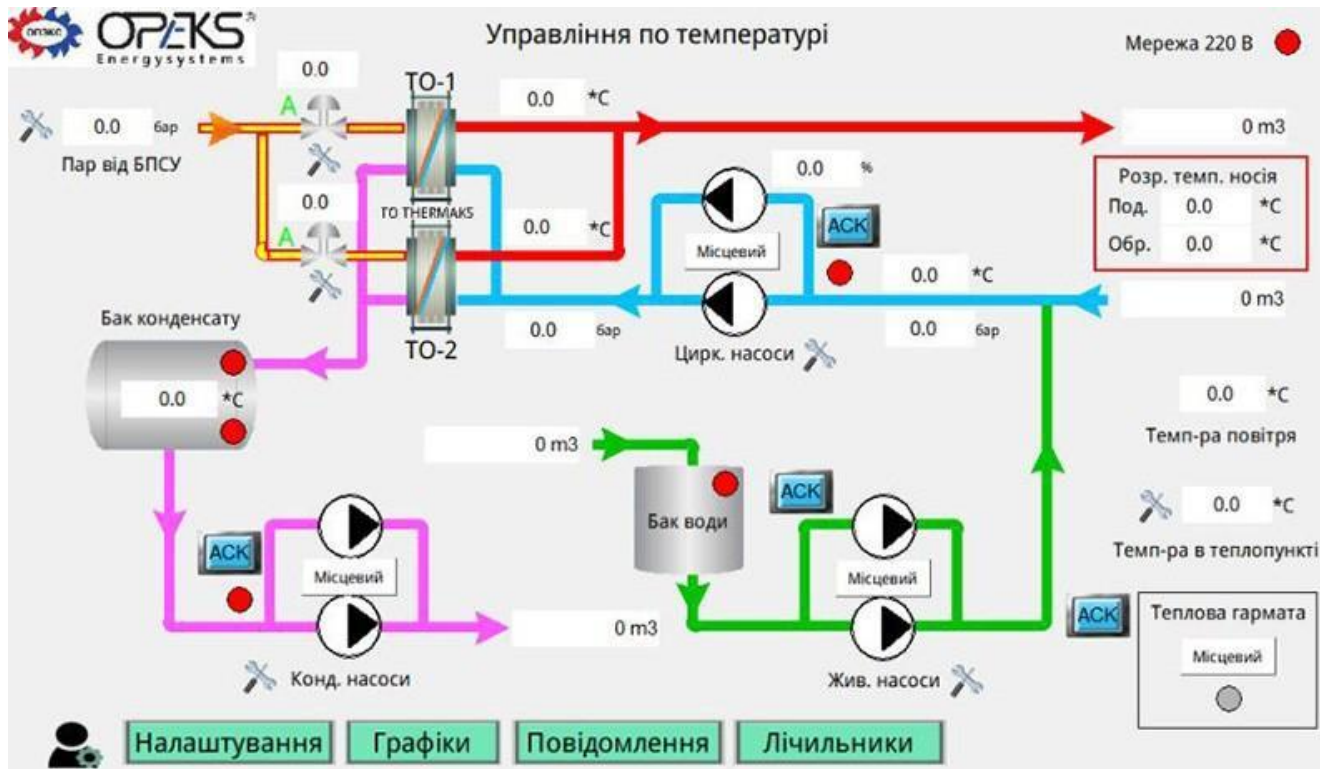 опэкс
OPEKS
Energysystems
Управління по температурі
Мережа 220 В
0.0
ТО-1
0.0 *C
А
0.0 бар
Пар від БПСУ
0 m3
0.0 %
Розр. темп. носія
Под. 0.0 *C
Обр. 0.0 *C
0.0
ТО THERMAKS
АСК
А
0.0 *C
Місцевий
0.0 *C
0 m3
0.0 бар
0.0 бар
ТО-2
Цирк. насоси
Бак конденсату
0.0 *C
0.0 *C
Темп-ра повітря
0 m3
АСК
Бак води
0.0 *C
Темп-ра в теплопункті
АСК
Місцевий
Місцевий
АСК
Теплова гармата
Місцевий
0 m3
Конд. насоси
Жив. насоси
Налаштування
Графіки
Повідомлення
Лічильники